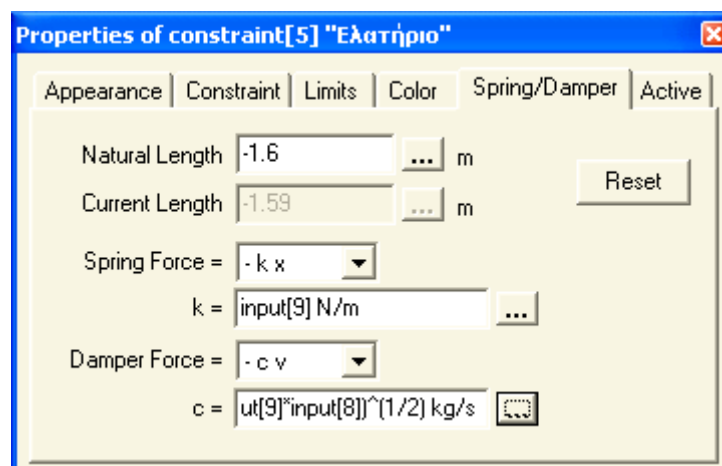 Properties of constraint[5] "Ελατήριο"
Appearance Constraint Limits Color Spring/Damper Active
Natural Length -1.6 ... m
Reset
Current Length -1.59 ... m
Spring Force = - k x
k = input[9] N/m ...
Damper Force = - c v
c = ut[9]*input[8])^(1/2) kg/s ...